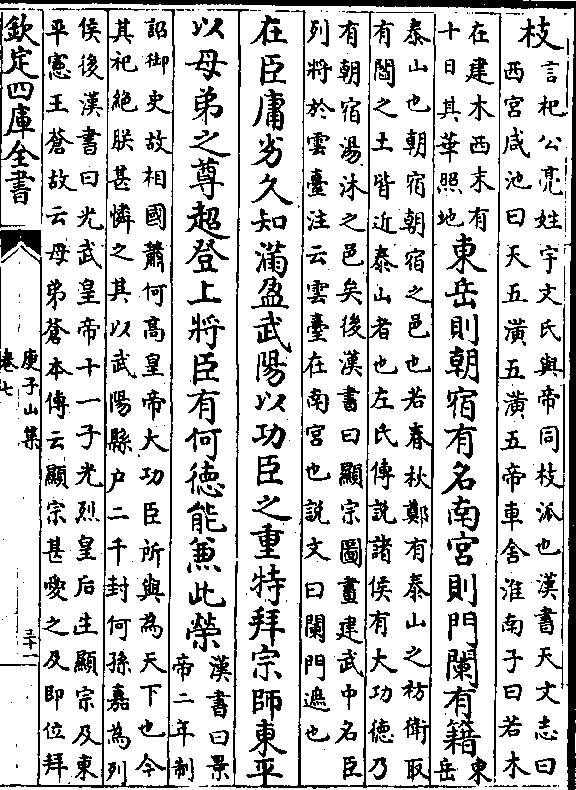 枝言祀公亮姓宇文氏與帝同枝派也漢書天文志曰
西宮咸池曰天五潢五潢五帝車舍淮南子曰若木
在建木西末有
十日其華照地
東岳則朝宿有名南宮則門闌有籍東岳
泰山也朝宿朝宿之邑也若春秋鄭有泰山之祊衛取
有閻之土皆近泰山者也左氏傳說諸侯有大功德乃
有朝宿湯沐之邑矣後漢書曰顯宗圖畫建武中名臣
列將於雲臺注云雲臺在南宮也說文曰闌門遮也
在臣庸劣久知滿盈武陽以功臣之重特拜宗師東平
以母弟之尊超登上將臣有何德能兼此榮
漢書曰景
帝二年制
詔御史故相國蕭何高皇帝大功臣所與為天下也今
其祀絕朕甚憐之其以武陽縣户二千封何孫嘉為列
侯後漢書曰光武皇帝十一子光烈皇后生顯宗及東
平憲王蒼故云母弟蒼本傳云顯宗甚愛之及即位拜
欽定四庫全書
庾子山集
卷七
三十二